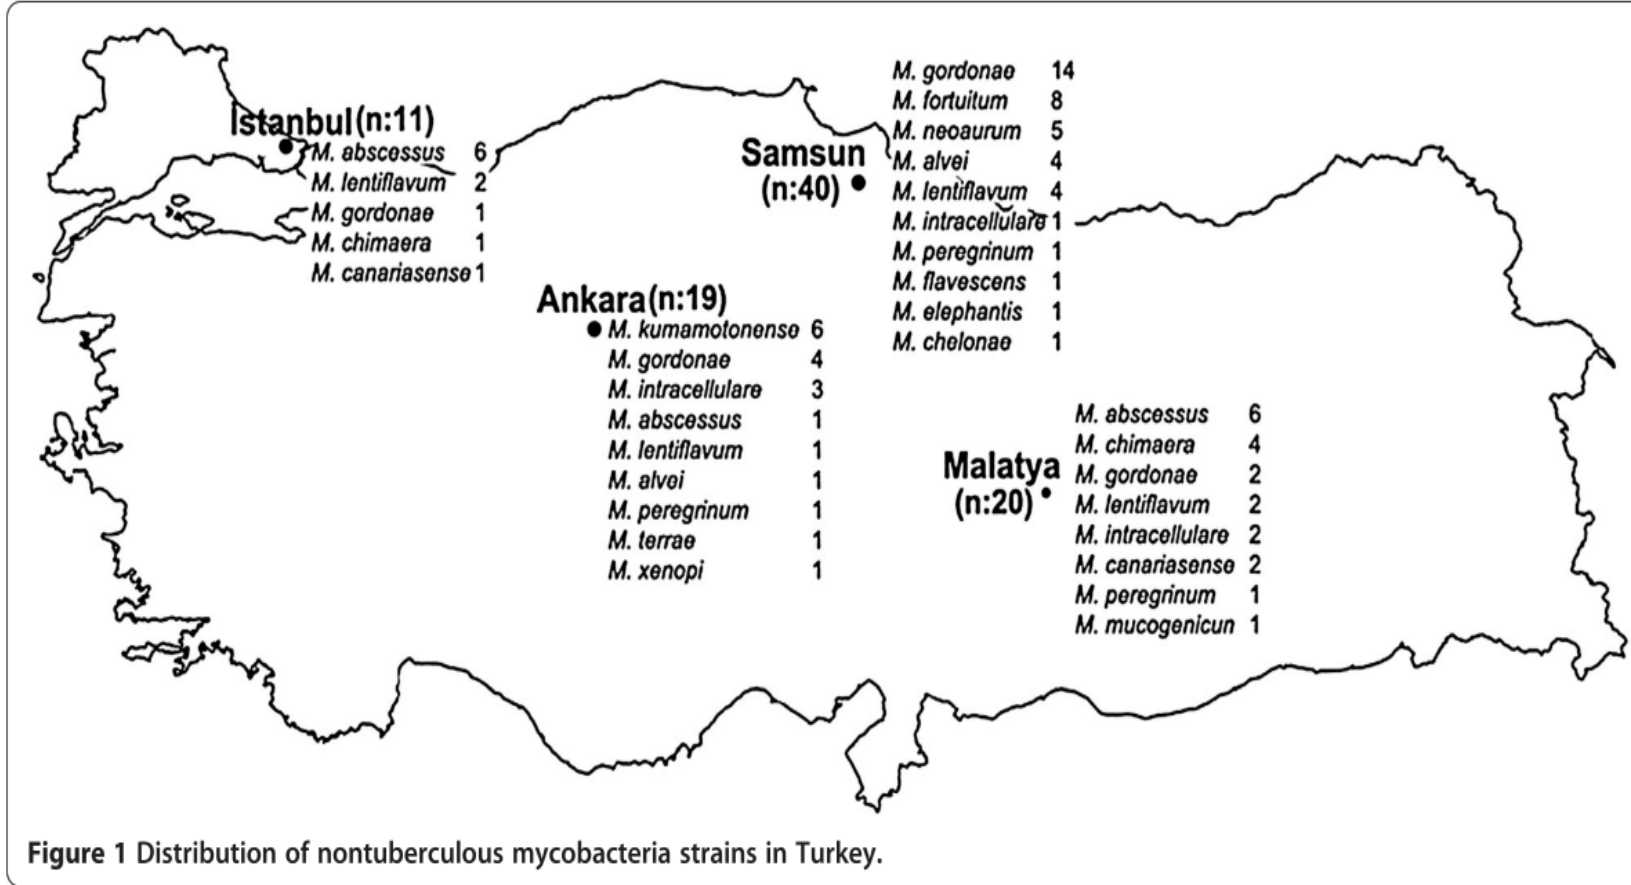 İstanbul (n:11)
M. abscessus 6
M. lentiflavum 2
M. gordonae 1
M. chimaera 1
M. canariasense 1
Samsun
(n:40)
M. gordonae 14
M. fortuitum 8
M. neoaurum 5
M. alvei 4
M. lentiflavum 4
M. intracellulare 1
M. peregrinum 1
M. flavescens 1
M. elephantis 1
M. chelonae 1
Ankara (n:19)
M. kumamotonense 6
M. gordonae 4
M. intracellulare 3
M. abscessus 1
M. lentiflavum 1
M. alvei 1
M. peregrinum 1
M. terrae 1
M. xenopi 1
Malatya
(n:20)
M. abscessus 6
M. chimaera 4
M. gordonae 2
M. lentiflavum 2
M. intracellulare 2
M. canariasense 2
M. peregrinum 1
M. mucogenicun 1
Figure 1 Distribution of nontuberculous mycobacteria strains in Turkey.